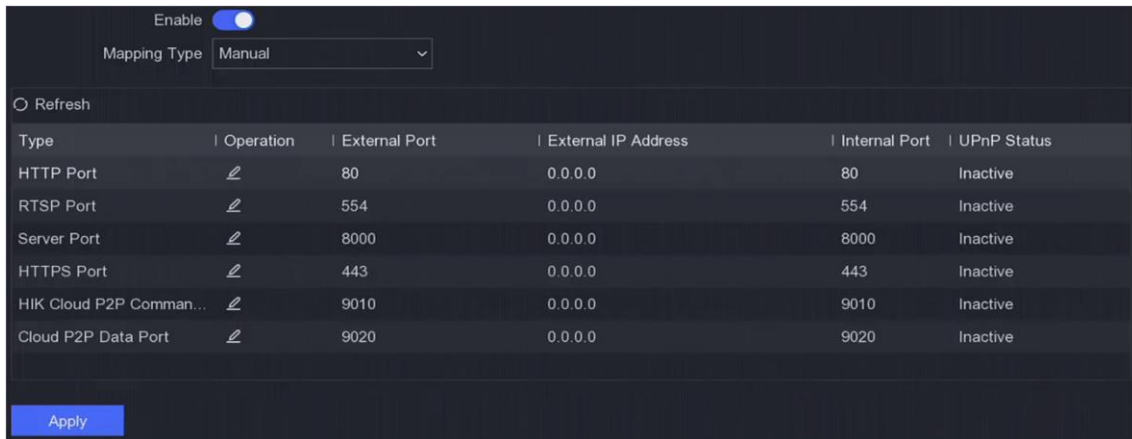 Enable
Mapping Type Manual
Refresh
Type Operation External Port External IP Address Internal Port UPnP Status
HTTP Port 80 0.0.0.0 80 Inactive
RTSP Port 554 0.0.0.0 554 Inactive
Server Port 8000 0.0.0.0 8000 Inactive
HTTPS Port 443 0.0.0.0 443 Inactive
HIK Cloud P2P Comman... 9010 0.0.0.0 9010 Inactive
Cloud P2P Data Port 9020 0.0.0.0 9020 Inactive
Apply